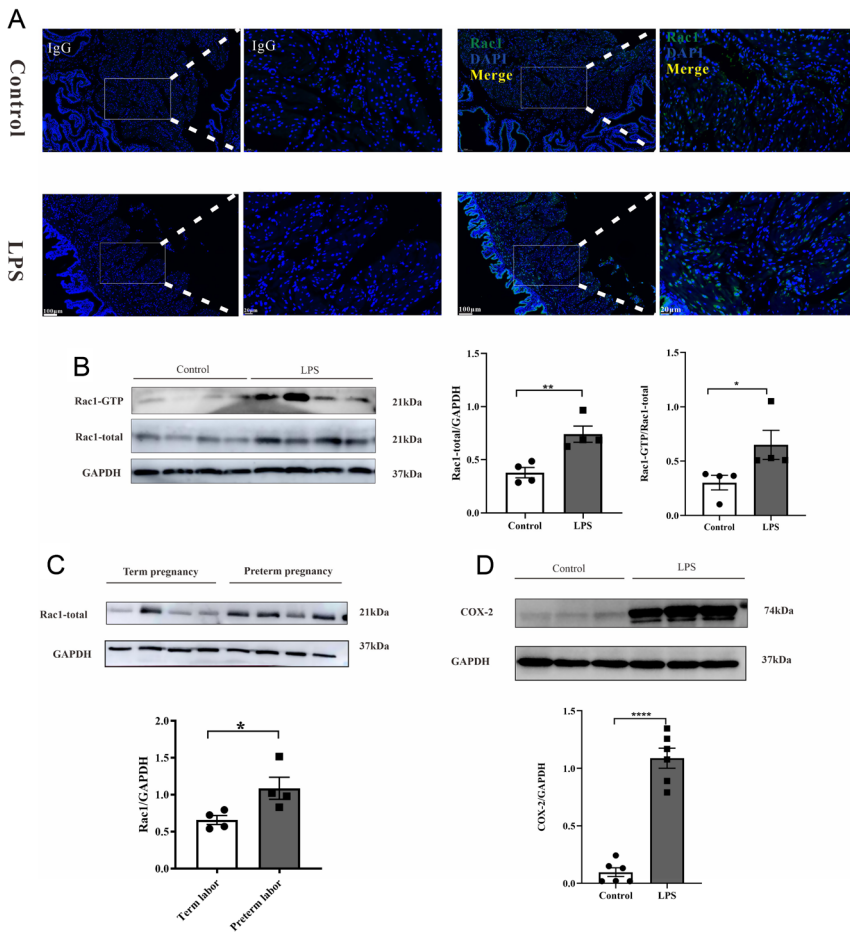 A
Control
IgG
IgG
Rac1
DAPI
Merge
Rac1
DAPI
Merge
LPS
100μm
20μm
100μm
20μm
B
Control
LPS
Rac1-GTP
21kDa
Rac1-total
21kDa
GAPDH
37kDa
Rac1-total/GAPDH
1.5
1.0
0.5
0.0
**
Control
LPS
Rac1-GTP/Rac1-total
1.5
1.0
0.5
0.0
*
Control
LPS
C
Term pregnancy
Preterm pregnancy
Rac1-total
21kDa
GAPDH
37kDa
Rac1/GAPDH
2.0
1.5
1.0
0.5
0.0
*
Term labor
Preterm labor
D
Control
LPS
COX-2
74kDa
GAPDH
37kDa
COX-2/GAPDH
1.5
1.0
0.5
0.0
****
Control
LPS